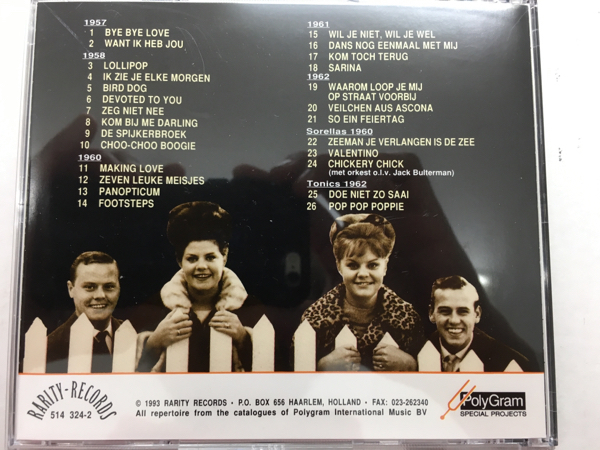 1957
1 BYE BYE LOVE
2 WANT IK HEB JOU
1958
3 LOLLIPOP
4 IK ZIE JE ELKE MORGEN
5 BIRD DOG
6 DEVOTED TO YOU
7 ZEG NIET NEE
8 KOM BIJ ME DARLING
9 DE SPIJKERBROEK
10 CHOO-CHOO BOOGIE
1960
11 MAKING LOVE
12 ZEVEN LEUKE MEISJES
13 PANOPTICUM
14 FOOTSTEPS
1961
15 WIL JE NIET, WIL JE WEL
16 DANS NOG EENMAAL MET MIJ
17 KOM TOCH TERUG
18 SARINA
1962
19 WAAROM LOOP JE MIJ
OP STRAAT VOORBIJ
20 VEILCHEN AUS ASCONA
21 SO EIN FEIERTAG
Sorellas 1960
22 ZEEMAN JE VERLANGEN IS DE ZEE
23 VALENTINO
24 CHICKERY CHICK
(met orkest o.l.v. Jack Bulterman)
Tonics 1962
25 DOE NIET ZO SAAI
26 POP POP POPPIE
RARITY-RECORDS
514 324-2
© 1993 RARITY RECORDS · P.O. BOX 656 HAARLEM, HOLLAND · FAX: 023-262340
All repertoire from the catalogues of Polygram International Music BV
PolyGram
SPECIAL PROJECTS